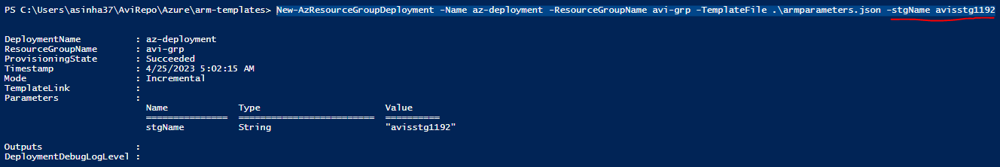 PS C:\Users\asinha37\AviRepo\Azure\arm-templates> New-AzResourceGroupDeployment -Name az-deployment -ResourceGroupName avi-grp -TemplateFile .\armparameters.json -stgName avisstg1192
DeploymentName : az-deployment
ResourceGroupName : avi-grp
ProvisioningState : Succeeded
Timestamp : 4/25/2023 5:02:15 AM
Mode : Incremental
TemplateLink :
Parameters :
Name Type Value
=============== ========================= ==========
stgName String "avisstg1192"
Outputs :
DeploymentDebugLogLevel :